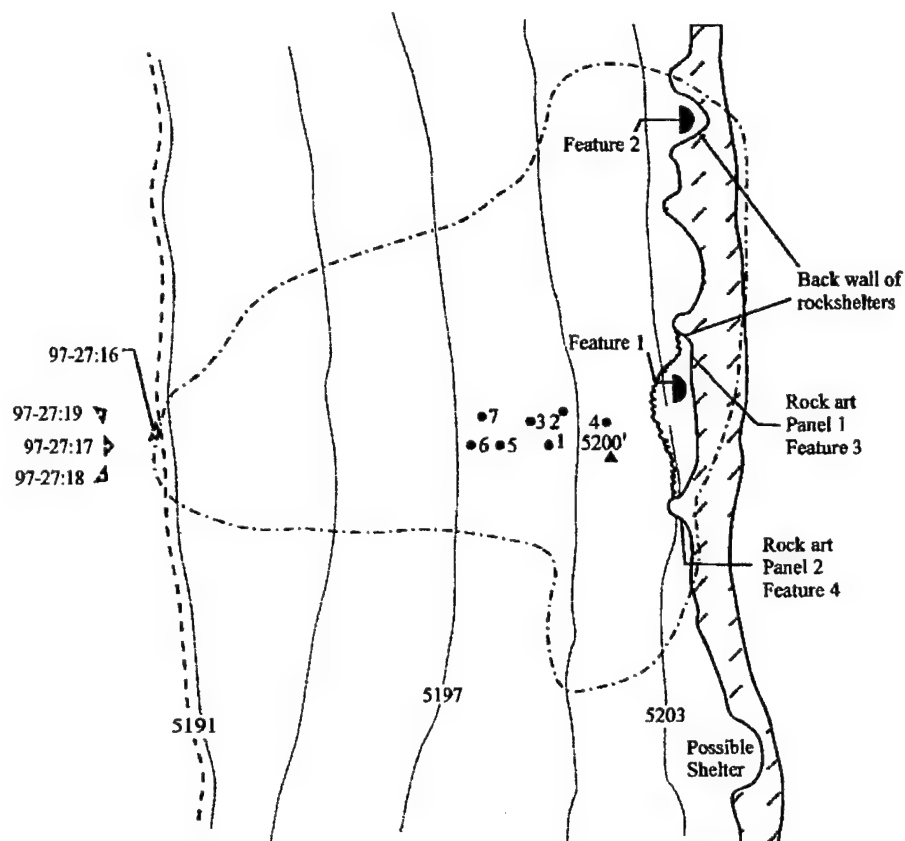 Feature 2
Back wall of
rockshelters
Feature 1
97-27:16
97-27:19
97-27:17
97-27:18
7
3
2
4
6
5
1
5200'
Rock art
Panel 1
Feature 3
Rock art
Panel 2
Feature 4
5197
5191
5203
Possible
Shelter